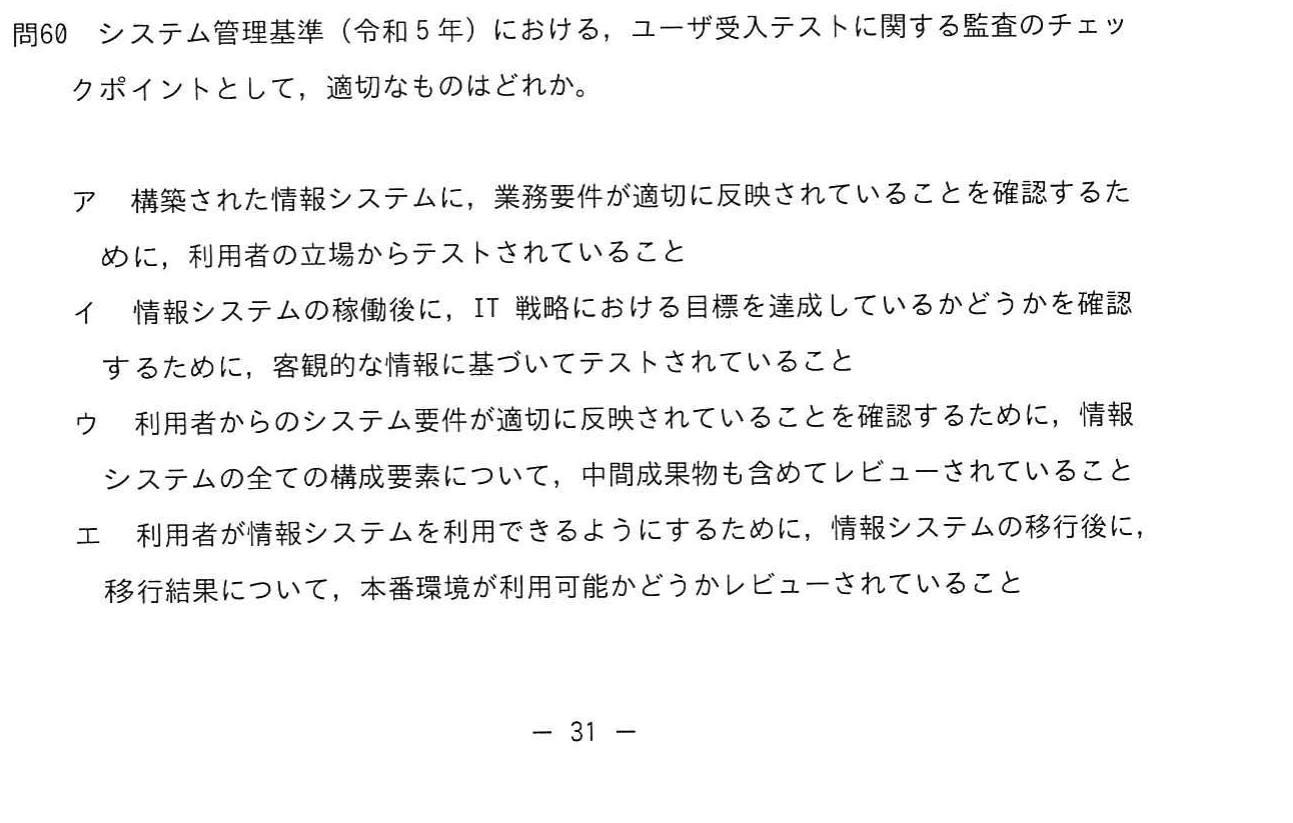 問60 システム管理基準（令和5年）における，ユーザ受入テストに関する監査のチェッ
クポイントとして，適切なものはどれか。
ア 構築された情報システムに，業務要件が適切に反映されていることを確認するた
めに，利用者の立場からテストされていること
イ 情報システムの稼働後に，IT 戦略における目標を達成しているかどうかを確認
するために，客観的な情報に基づいてテストされていること
ウ 利用者からのシステム要件が適切に反映されていることを確認するために，情報
システムの全ての構成要素について，中間成果物も含めてレビューされていること
エ 利用者が情報システムを利用できるようにするために，情報システムの移行後に，
移行結果について，本番環境が利用可能かどうかレビューされていること
― 31 ―